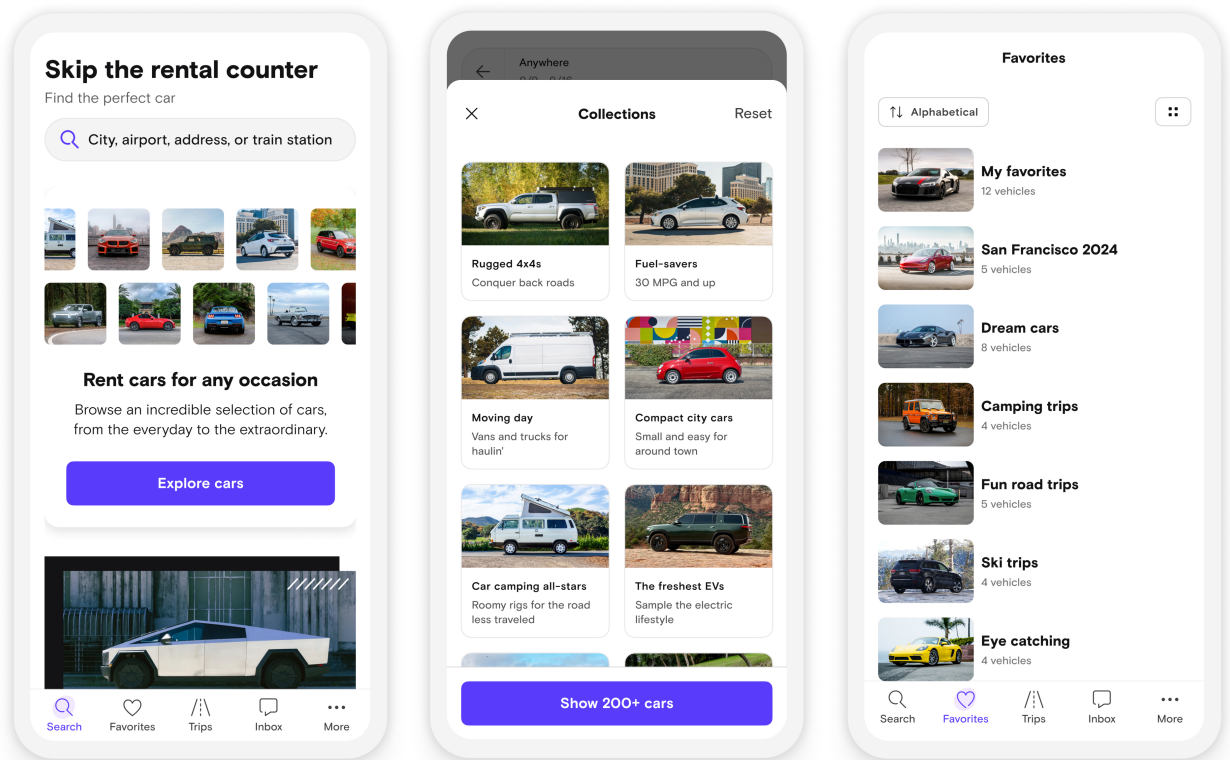 Skip the rental counter
Find the perfect car
City, airport, address, or train station
Rent cars for any occasion
Browse an incredible selection of cars,
from the everyday to the extraordinary.
Explore cars
Search
Favorites
Trips
Inbox
More
Anywhere
Collections
Reset
Rugged 4x4s
Conquer back roads
Fuel-savers
30 MPG and up
Moving day
Vans and trucks for
haulin'
Compact city cars
Small and easy for
around town
Car camping all-stars
Roomy rigs for the road
less traveled
The freshest EVs
Sample the electric
lifestyle
Show 200+ cars
Favorites
Alphabetical
My favorites
12 vehicles
San Francisco 2024
5 vehicles
Dream cars
8 vehicles
Camping trips
4 vehicles
Fun road trips
5 vehicles
Ski trips
4 vehicles
Eye catching
4 vehicles
Search
Favorites
Trips
Inbox
More